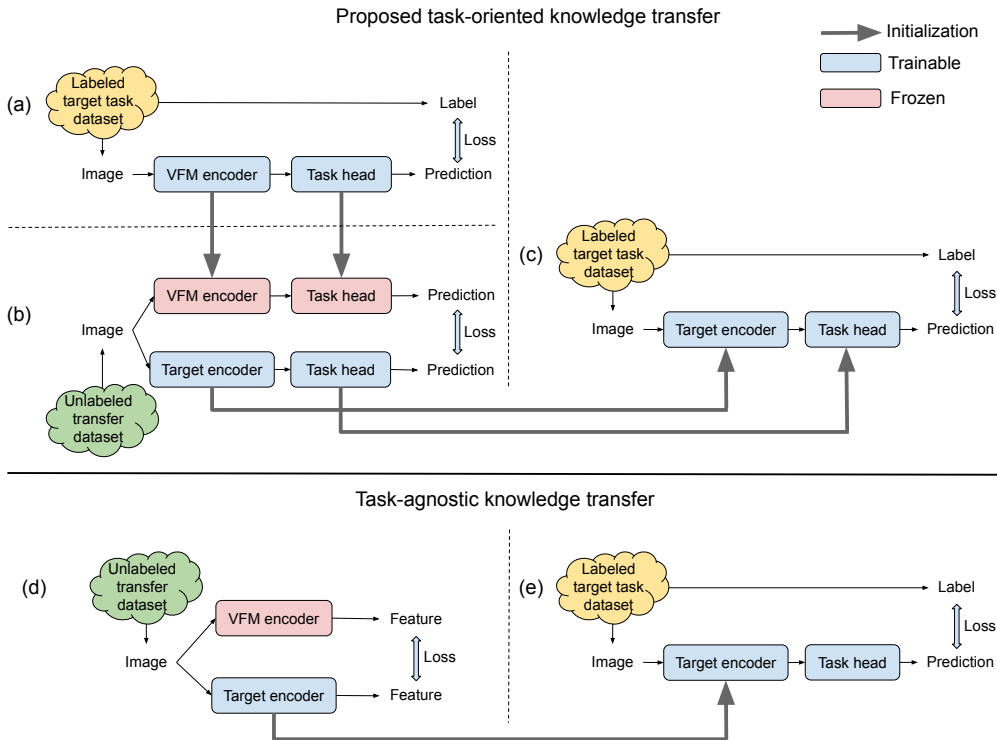 Proposed task-oriented knowledge transfer
Initialization
Trainable
Frozen
(a)
Labeled
target task
dataset
Label
Loss
Image
VFM encoder
Task head
Prediction
(b)
VFM encoder
Task head
Prediction
Image
Loss
Target encoder
Task head
Prediction
Unlabeled
transfer
dataset
(c)
Labeled
target task
dataset
Label
Loss
Image
Target encoder
Task head
Prediction
Task-agnostic knowledge transfer
(d)
Unlabeled
transfer
dataset
VFM encoder
Feature
Image
Loss
Target encoder
Feature
(e)
Labeled
target task
dataset
Label
Loss
Image
Target encoder
Task head
Prediction